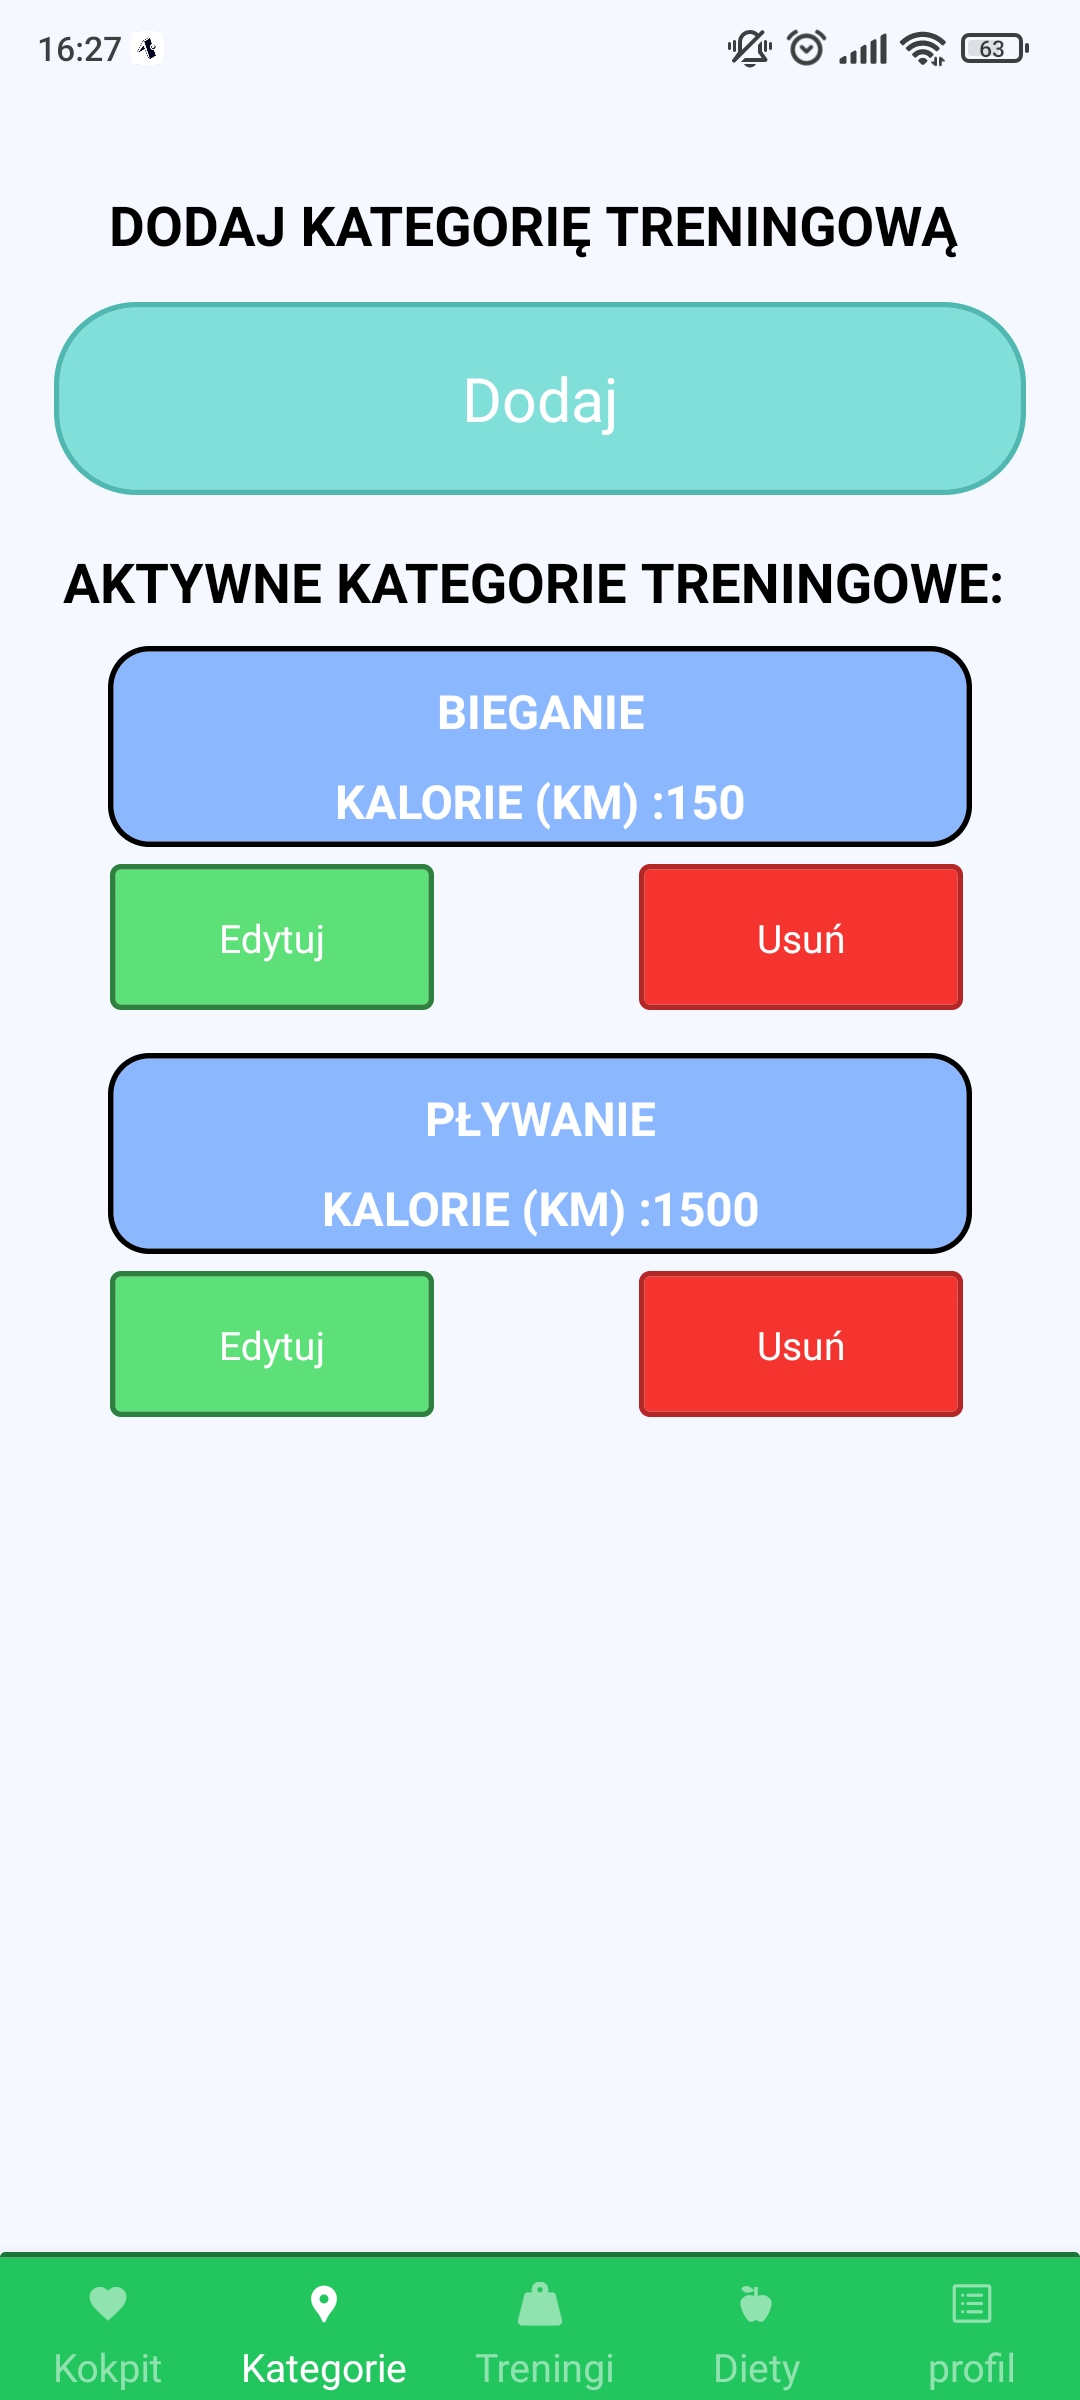 16:27
63
DODAJ KATEGORIĘ TRENINGOWĄ
Dodaj
AKTYWNE KATEGORIE TRENINGOWE:
BIEGANIE
KALORIE (KM) :150
Edytuj
Usuń
PŁYWANIE
KALORIE (KM) :1500
Edytuj
Usuń
Kokpit
Kategorie
Treningi
Diety
profil